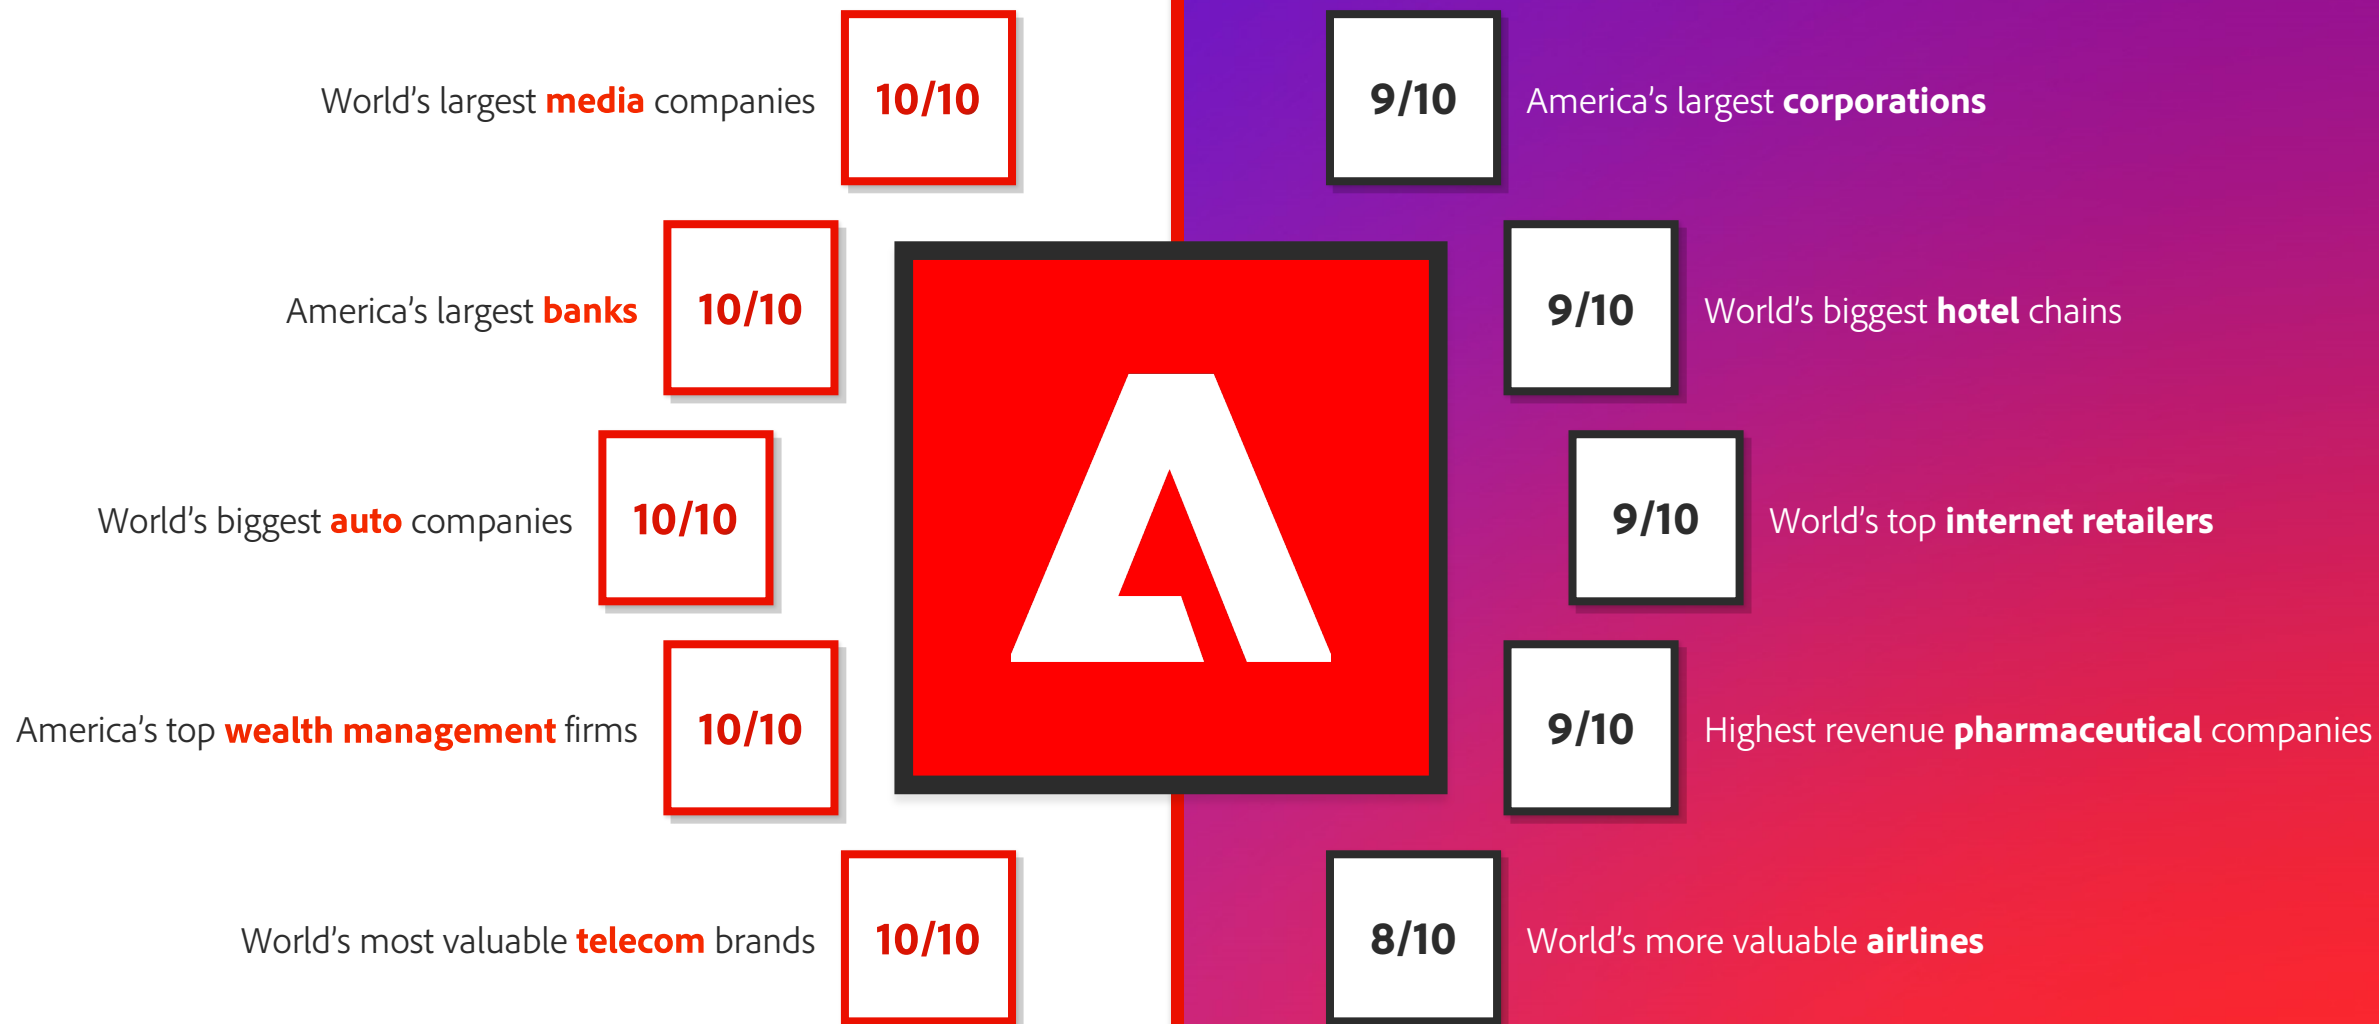 World's largest media companies
10/10
America's largest banks
10/10
World's biggest auto companies
10/10
America's top wealth management firms
10/10
World's most valuable telecom brands
10/10
9/10
America's largest corporations
9/10
World's biggest hotel chains
9/10
World's top internet retailers
9/10
Highest revenue pharmaceutical companies
8/10
World's more valuable airlines